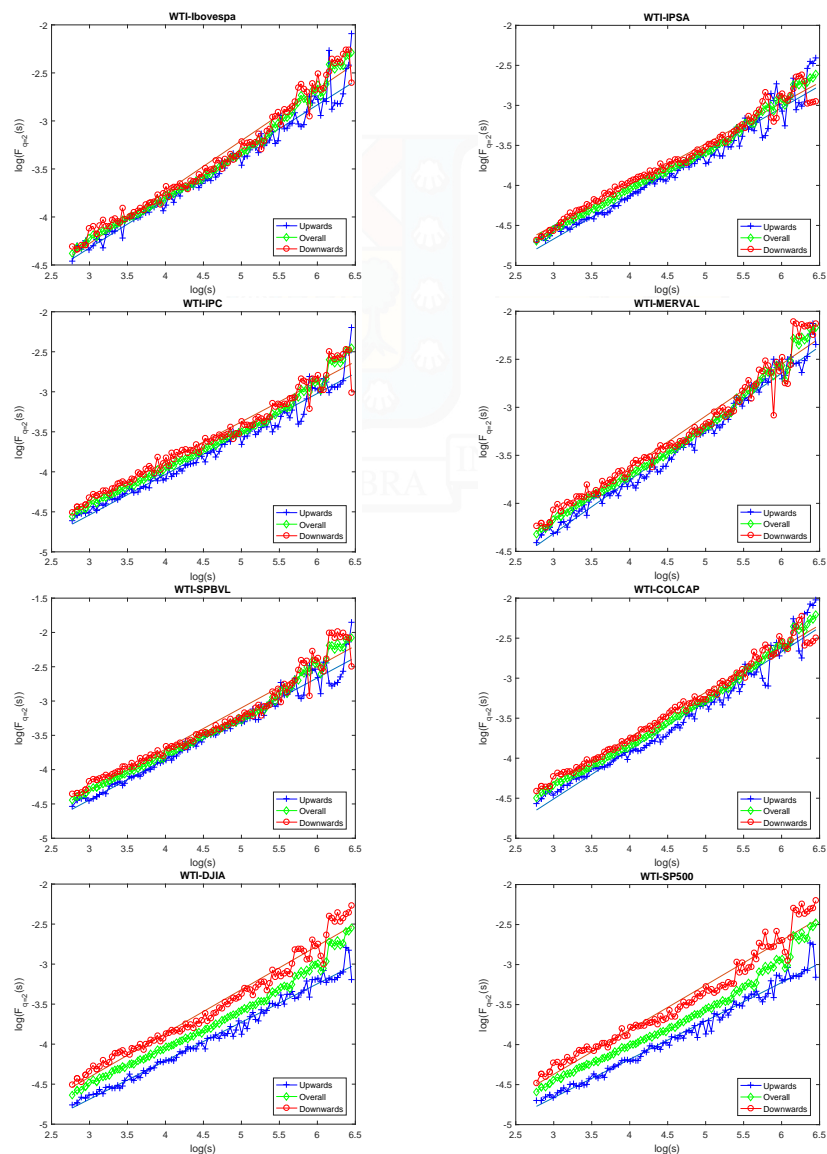 WTI-Ibovespa
-2
-2.5
-3
-3.5
-4
-4.5
log(F_{q=2}(s))
2.5 3 3.5 4 4.5 5 5.5 6 6.5
log(s)
Upwards
Overall
Downwards
WTI-IPSA
-2
-2.5
-3
-3.5
-4
-4.5
-5
log(F_{q=2}(s))
2.5 3 3.5 4 4.5 5 5.5 6 6.5
log(s)
Upwards
Overall
Downwards
WTI-IPC
-2
-2.5
-3
-3.5
-4
-4.5
-5
log(F_{q=2}(s))
2.5 3 3.5 4 4.5 5 5.5 6 6.5
log(s)
Upwards
Overall
Downwards
WTI-MERVAL
-2
-2.5
-3
-3.5
-4
-4.5
log(F_{q=2}(s))
2.5 3 3.5 4 4.5 5 5.5 6 6.5
log(s)
Upwards
Overall
Downwards
BRA
WTI-SPBVL
-1.5
-2
-2.5
-3
-3.5
-4
-4.5
-5
log(F_{q=2}(s))
2.5 3 3.5 4 4.5 5 5.5 6 6.5
log(s)
Upwards
Overall
Downwards
WTI-COLCAP
-2
-2.5
-3
-3.5
-4
-4.5
-5
log(F_{q=2}(s))
2.5 3 3.5 4 4.5 5 5.5 6 6.5
log(s)
Upwards
Overall
Downwards
WTI-DJIA
-2
-2.5
-3
-3.5
-4
-4.5
-5
log(F_{q=2}(s))
2.5 3 3.5 4 4.5 5 5.5 6 6.5
log(s)
Upwards
Overall
Downwards
WTI-SP500
-2
-2.5
-3
-3.5
-4
-4.5
-5
log(F_{q=2}(s))
2.5 3 3.5 4 4.5 5 5.5 6 6.5
log(s)
Upwards
Overall
Downwards